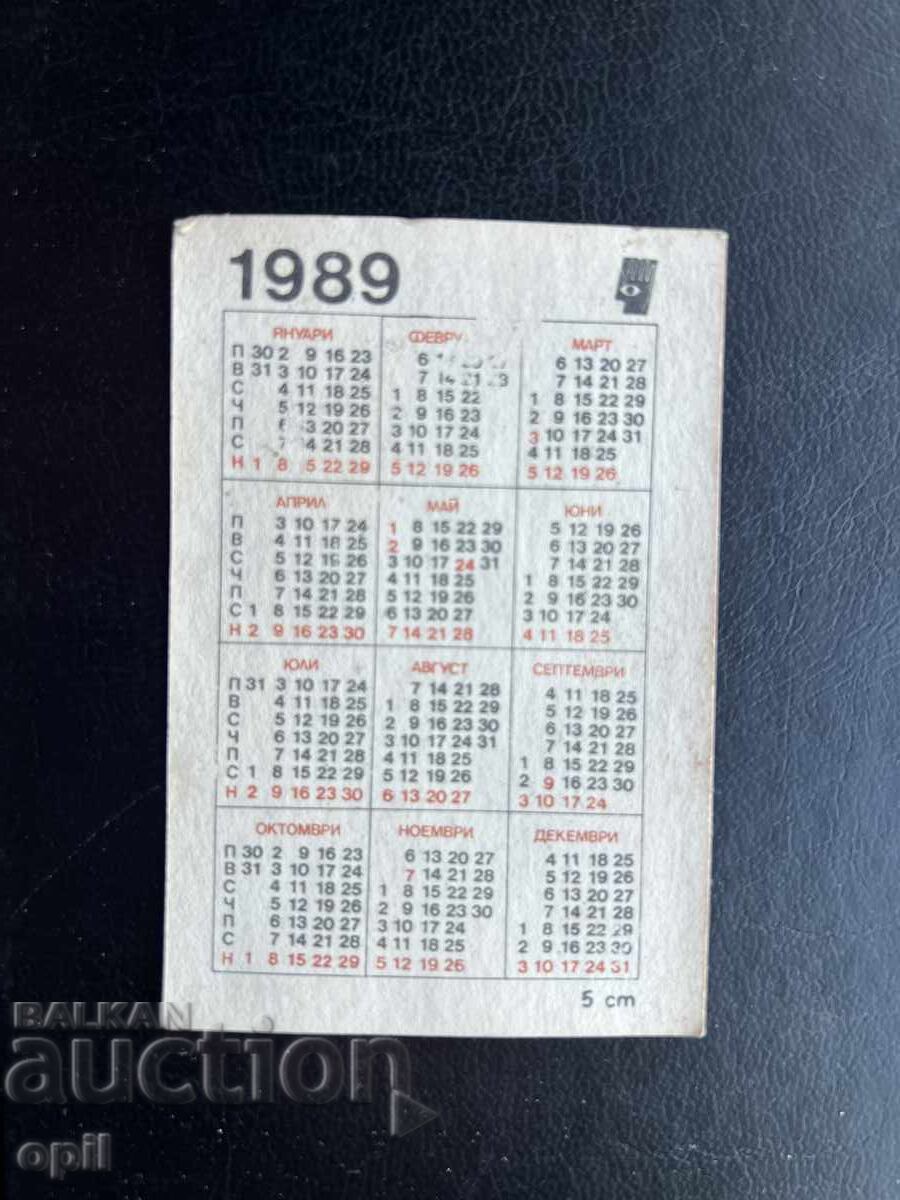 1989
ЯНУАРИ ФЕВРУ МАРТ
П 30 2 9 16 23 6 6 13 20 27
В 31 3 10 17 24 7 14 21 7 14 21 28
С 4 11 18 25 1 8 15 22 1 8 15 22 29
Ч 5 12 19 26 2 9 16 23 2 9 16 23 30
П 20 27 3 10 17 24 3 10 17 24 31
С 21 28 4 11 18 25 4 11 18 25
Н 1 8 5 22 29 5 12 19 26 5 12 19 26
АПРИЛ МАЙ ЮНИ
П 3 10 17 24 1 8 15 22 29 5 12 19 26
В 4 11 18 25 2 9 16 23 30 6 13 20 27
С 5 12 19 26 3 10 17 24 31 7 14 21 28
Ч 6 13 20 27 4 11 18 25 1 8 15 22 29
П 7 14 21 28 5 12 19 26 2 9 16 23 30
С 1 8 15 22 29 6 13 20 27 3 10 17 24
Н 2 9 16 23 30 7 14 21 28 4 11 18 25
ЮЛИ АВГУСТ СЕПТЕМВРИ
П 31 3 10 17 24 7 14 21 28 4 11 18 25
В 4 11 18 25 1 8 15 22 29 5 12 19 26
С 5 12 19 26 2 9 16 23 30 6 13 20 27
Ч 6 13 20 27 3 10 17 24 31 7 14 21 28
П 7 14 21 28 4 11 18 25 1 8 15 22 29
С 1 8 15 22 29 5 12 19 26 2 9 16 23 30
Н 2 9 16 23 30 6 13 20 27 3 10 17 24
ОКТОМВРИ НОЕМВРИ ДЕКЕМВРИ
П 30 2 9 16 23 6 13 20 27 4 11 18 25
В 31 3 10 17 24 7 14 21 28 5 12 19 26
С 4 11 18 25 1 8 15 22 29 6 13 20 27
Ч 5 12 19 26 2 9 16 23 30 7 14 21 28
П 6 13 20 27 3 10 17 24 1 8 15 22 29
С 7 14 21 28 4 11 18 25 2 9 16 23 30
Н 1 8 15 22 29 5 12 19 26 3 10 17 24 31
5 cm
BALKAN
auction
opil